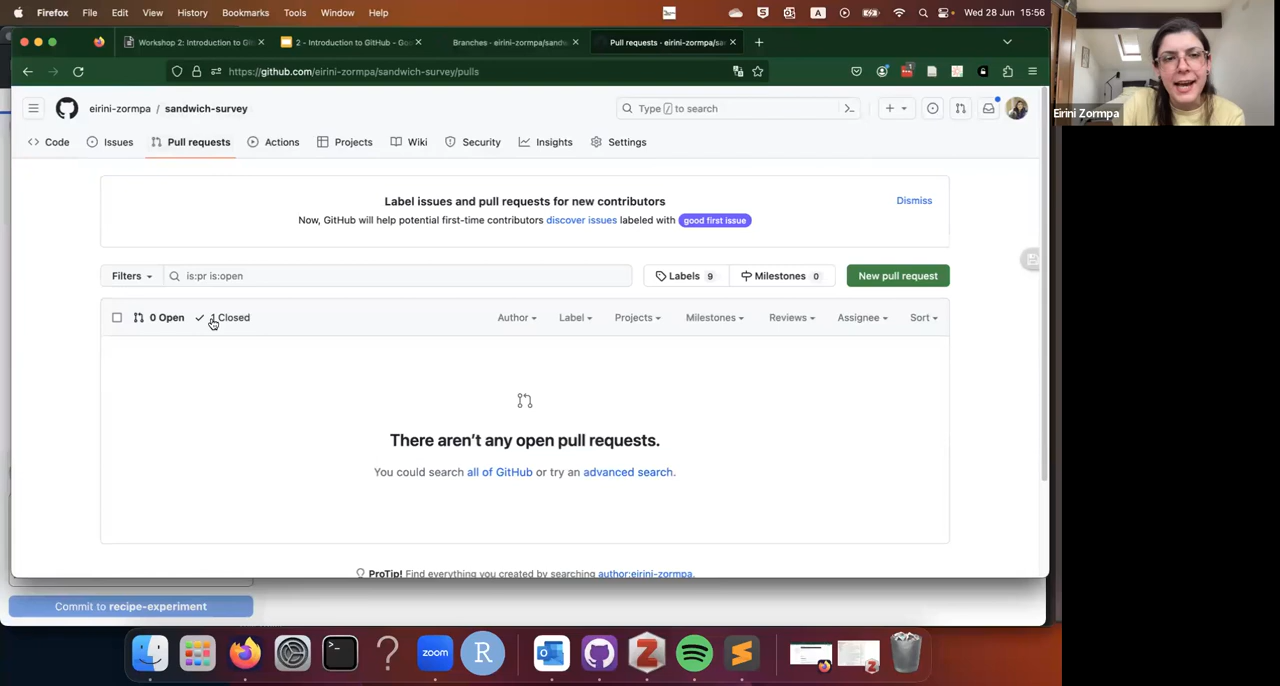 Firefox File Edit View History Bookmarks Tools Window Help A Wed 28 Jun 15:56
Workshop 2: Introduction to Gi 2 - Introduction to GitHub - Goo Branches · eirini-zormpa/sandw Pull requests · eirini-zormpa/sa
https://github.com/eirini-zormpa/sandwich-survey/pulls 1
eirini-zormpa / sandwich-survey Type / to search
Code Issues Pull requests Actions Projects Wiki Security Insights Settings
Label issues and pull requests for new contributors Dismiss
Now, GitHub will help potential first-time contributors discover issues labeled with good first issue
Filters is:pr is:open Labels 9 Milestones 0 New pull request
0 Open 1 Closed Author Label Projects Milestones Reviews Assignee Sort
There aren't any open pull requests.
You could search all of GitHub or try an advanced search.
ProTip! Find everything you created by searching author:eirini-zormpa.
Commit to recipe-experiment
zoom R
Eirini Zormpa